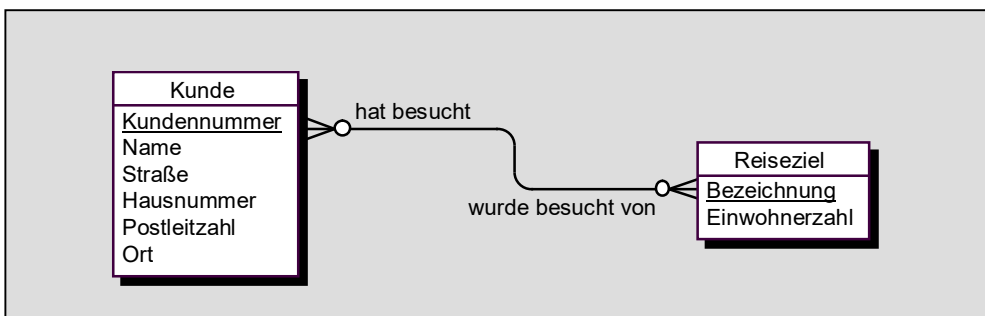 Kunde
Kundennummer
Name
Straße
Hausnummer
Postleitzahl
Ort
hat besucht
wurde besucht von
Reiseziel
Bezeichnung
Einwohnerzahl